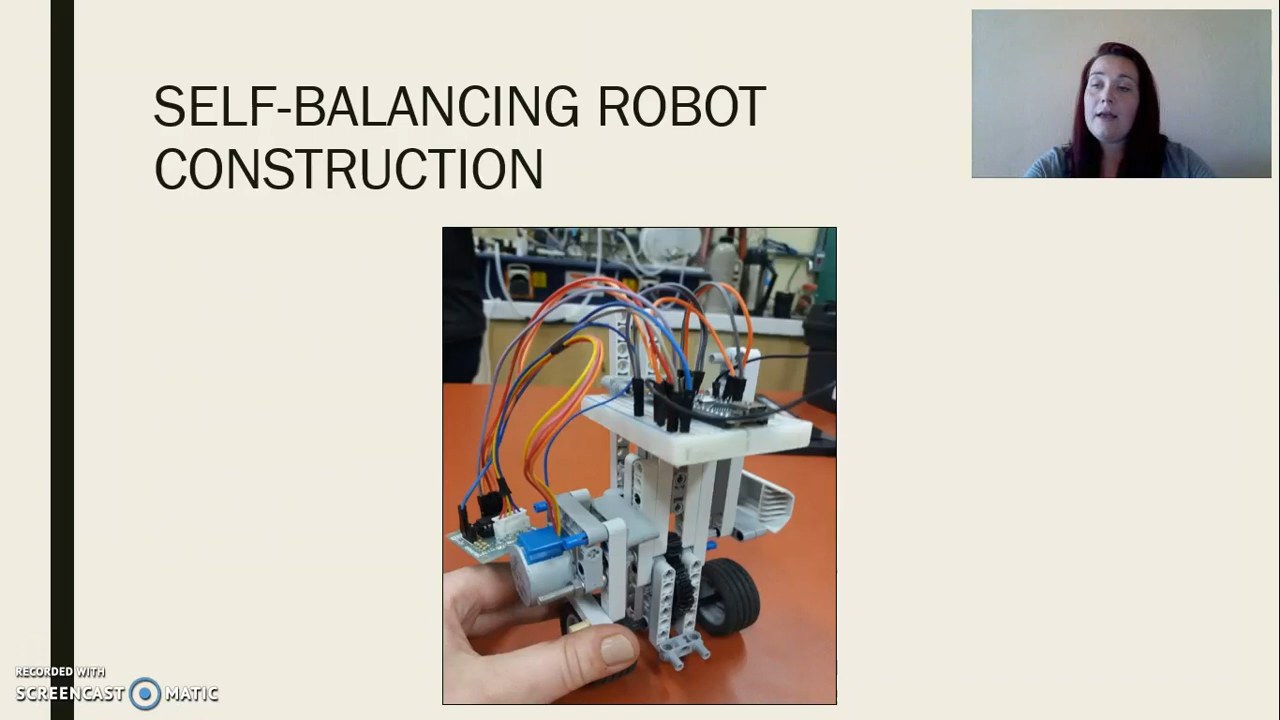 SELF-BALANCING ROBOT
CONSTRUCTION
RECORDED WITH
SCREENCAST MATIC